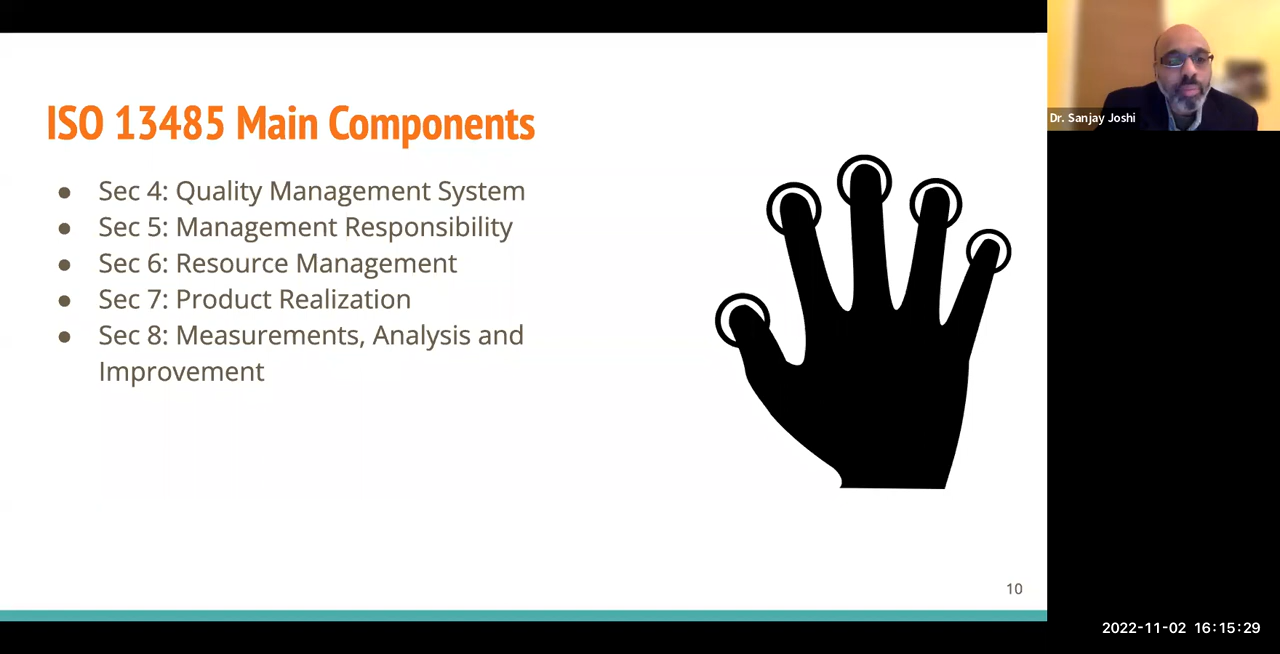 ISO 13485 Main Components
● Sec 4: Quality Management System
● Sec 5: Management Responsibility
● Sec 6: Resource Management
● Sec 7: Product Realization
● Sec 8: Measurements, Analysis and
Improvement
10
Dr. Sanjay Joshi
2022-11-02 16:15:29